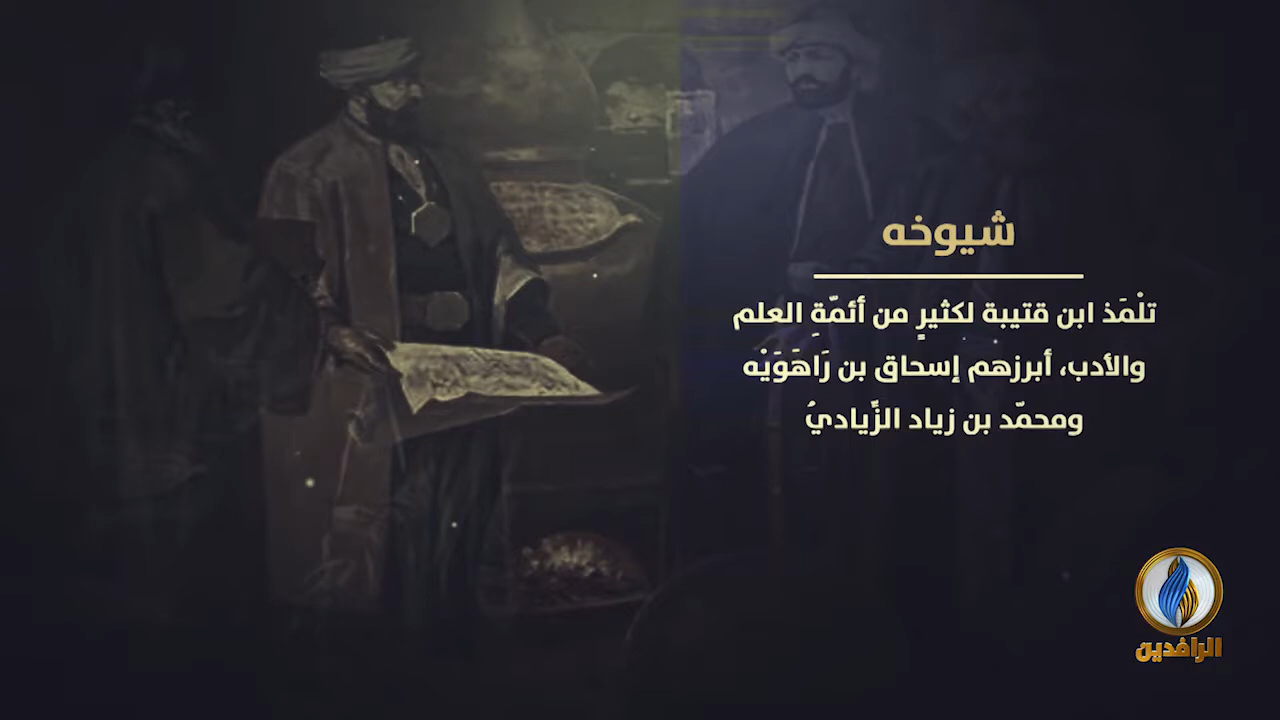 شيوخه
تلْمَذ ابن قتيبة لكثيرٍ من أئمّةِ العلم
والأدب، أبرزهم إسحاق بن رَاهَوَيْه
ومحمّد بن زياد الزِّياديُ
الرافدين